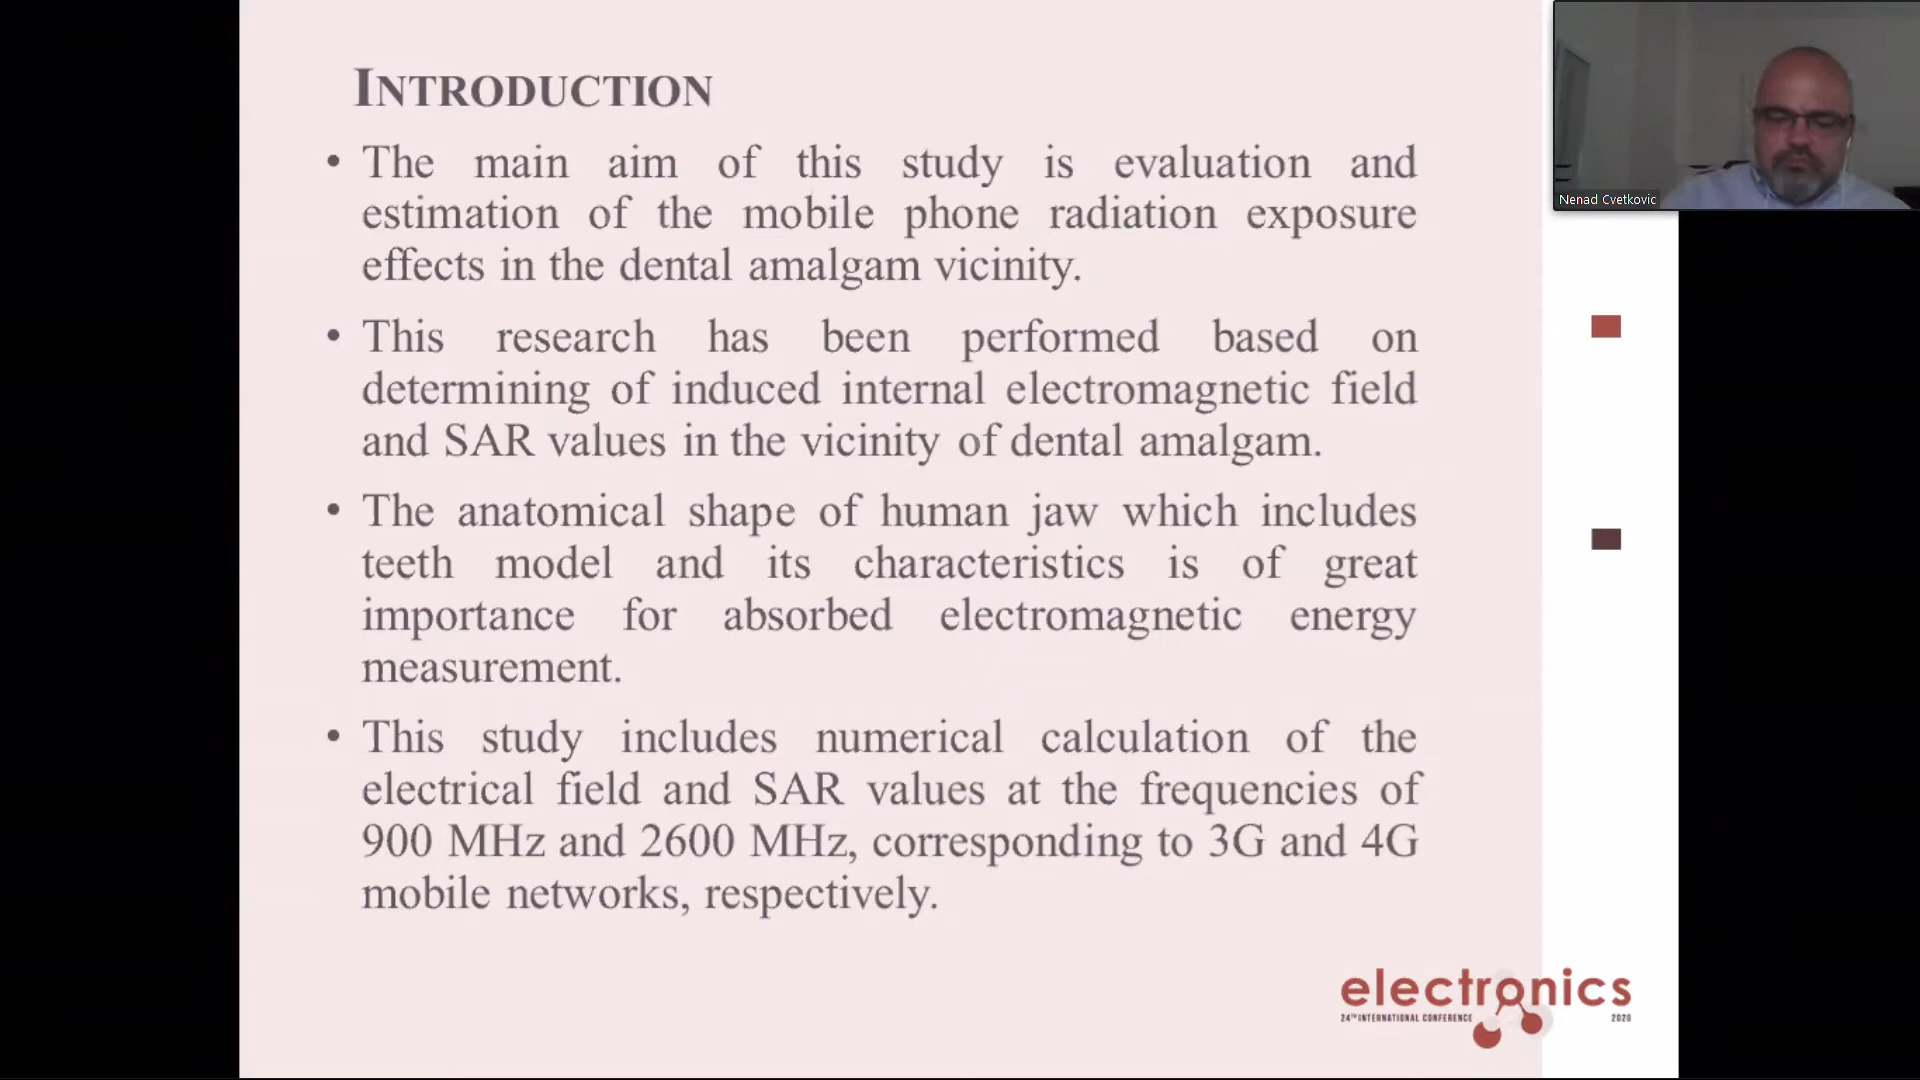 INTRODUCTION
• The main aim of this study is evaluation and
estimation of the mobile phone radiation exposure
effects in the dental amalgam vicinity.
• This research has been performed based on
determining of induced internal electromagnetic field
and SAR values in the vicinity of dental amalgam.
• The anatomical shape of human jaw which includes
teeth model and its characteristics is of great
importance for absorbed electromagnetic energy
measurement.
• This study includes numerical calculation of the
electrical field and SAR values at the frequencies of
900 MHz and 2600 MHz, corresponding to 3G and 4G
mobile networks, respectively.
Nenad Cvetkovic
electronics
24TH INTERNATIONAL CONFERENCE 2020